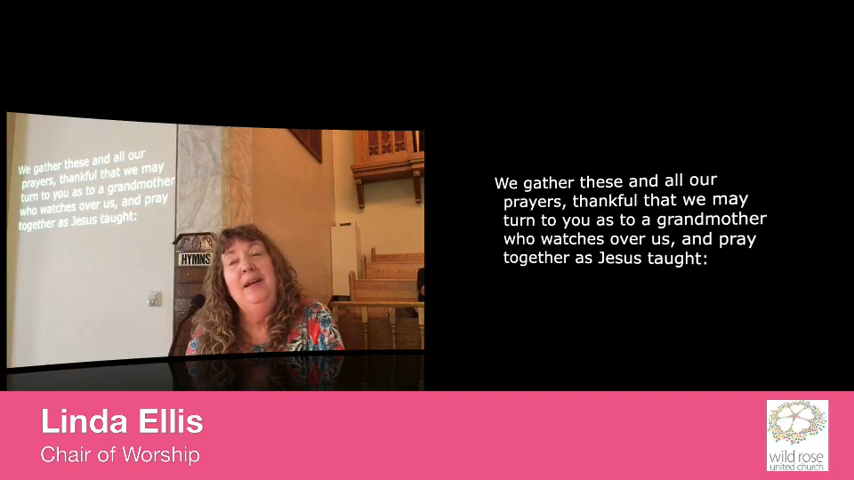 We gather these and all our
prayers, thankful that we may
turn to you as to a grandmother
who watches over us, and pray
together as Jesus taught:
HYMNS
We gather these and all our
prayers, thankful that we may
turn to you as to a grandmother
who watches over us, and pray
together as Jesus taught:
Linda Ellis
Chair of Worship
wild rose
united church